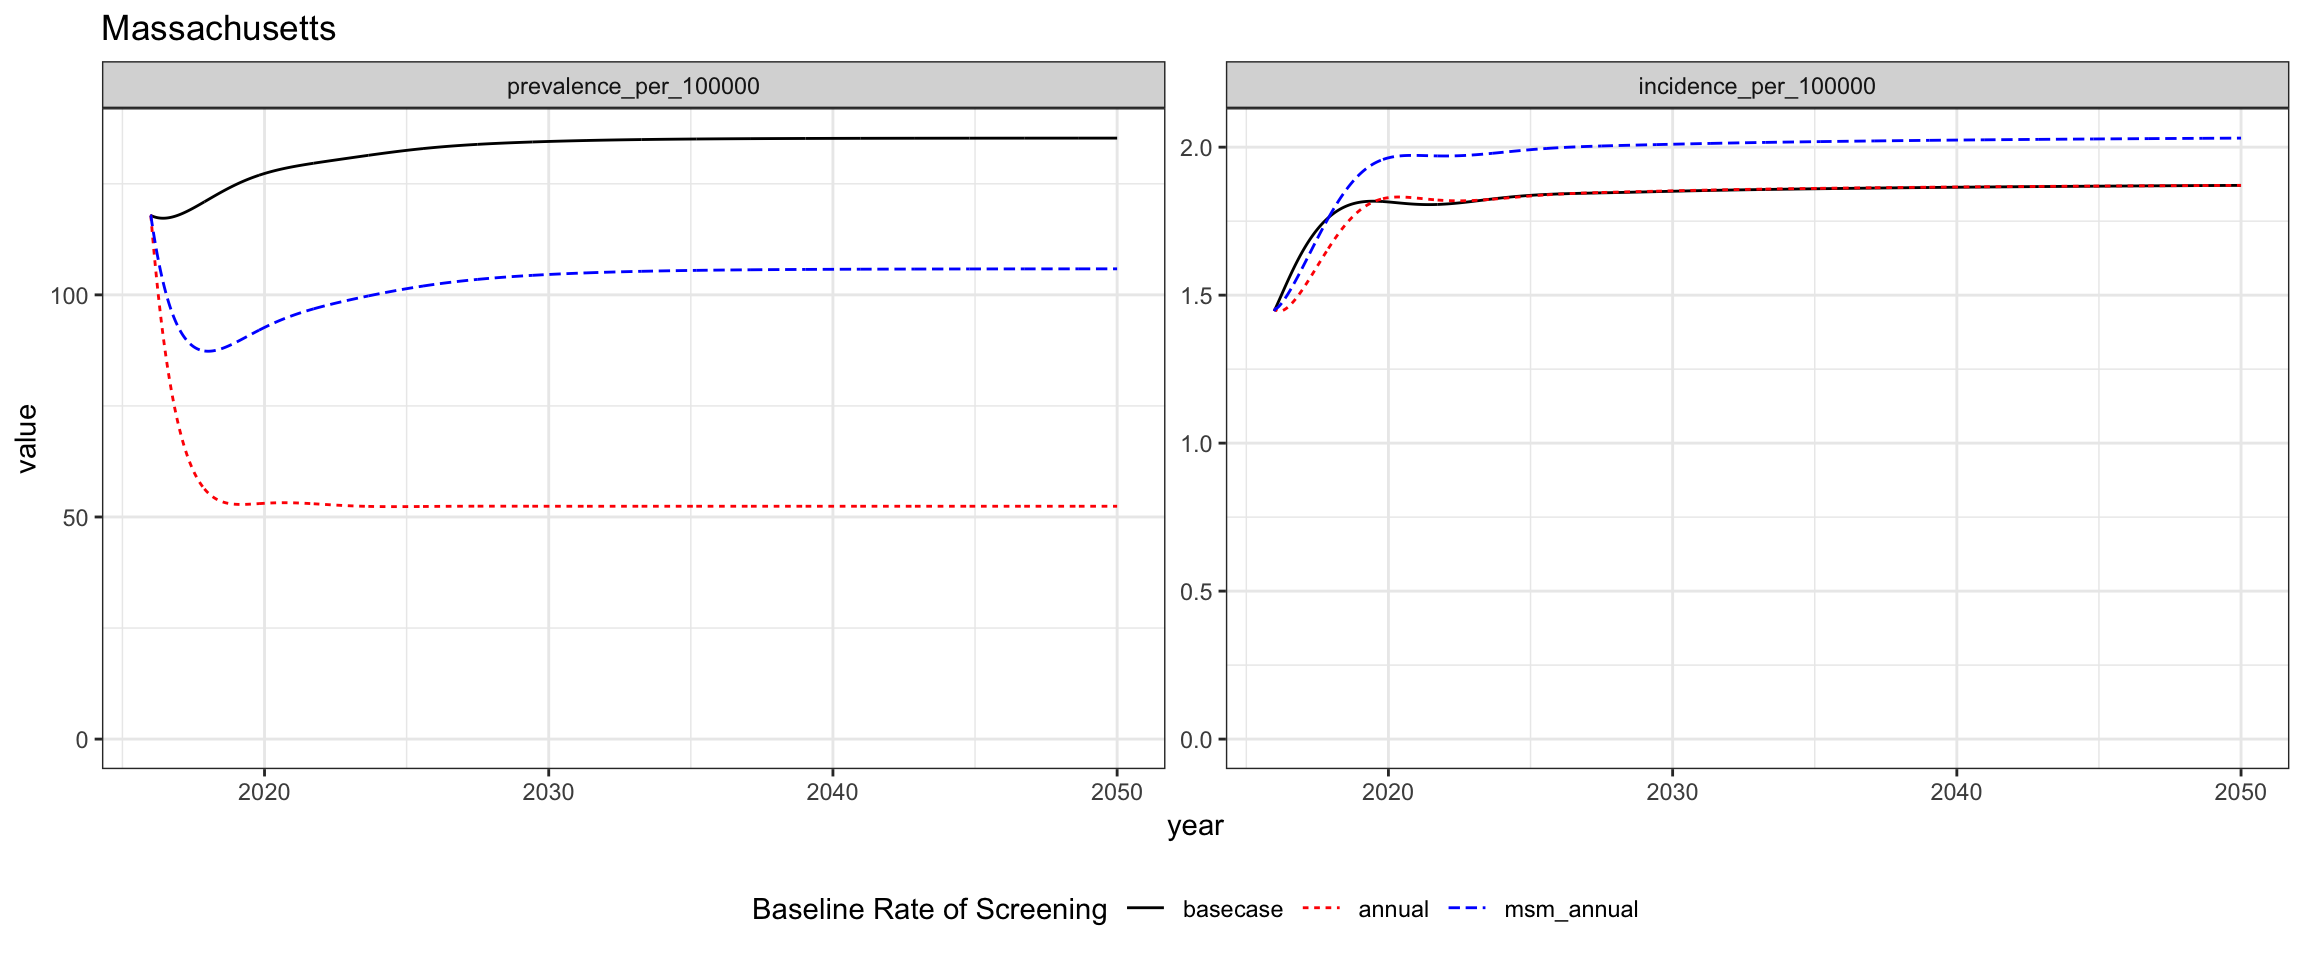 Massachusetts
prevalence_per_100000
incidence_per_100000
value
100
50
0
2.0
1.5
1.0
0.5
0.0
2020 2030 2040 2050
2020 2030 2040 2050
year
Baseline Rate of Screening basecase annual msm_annual